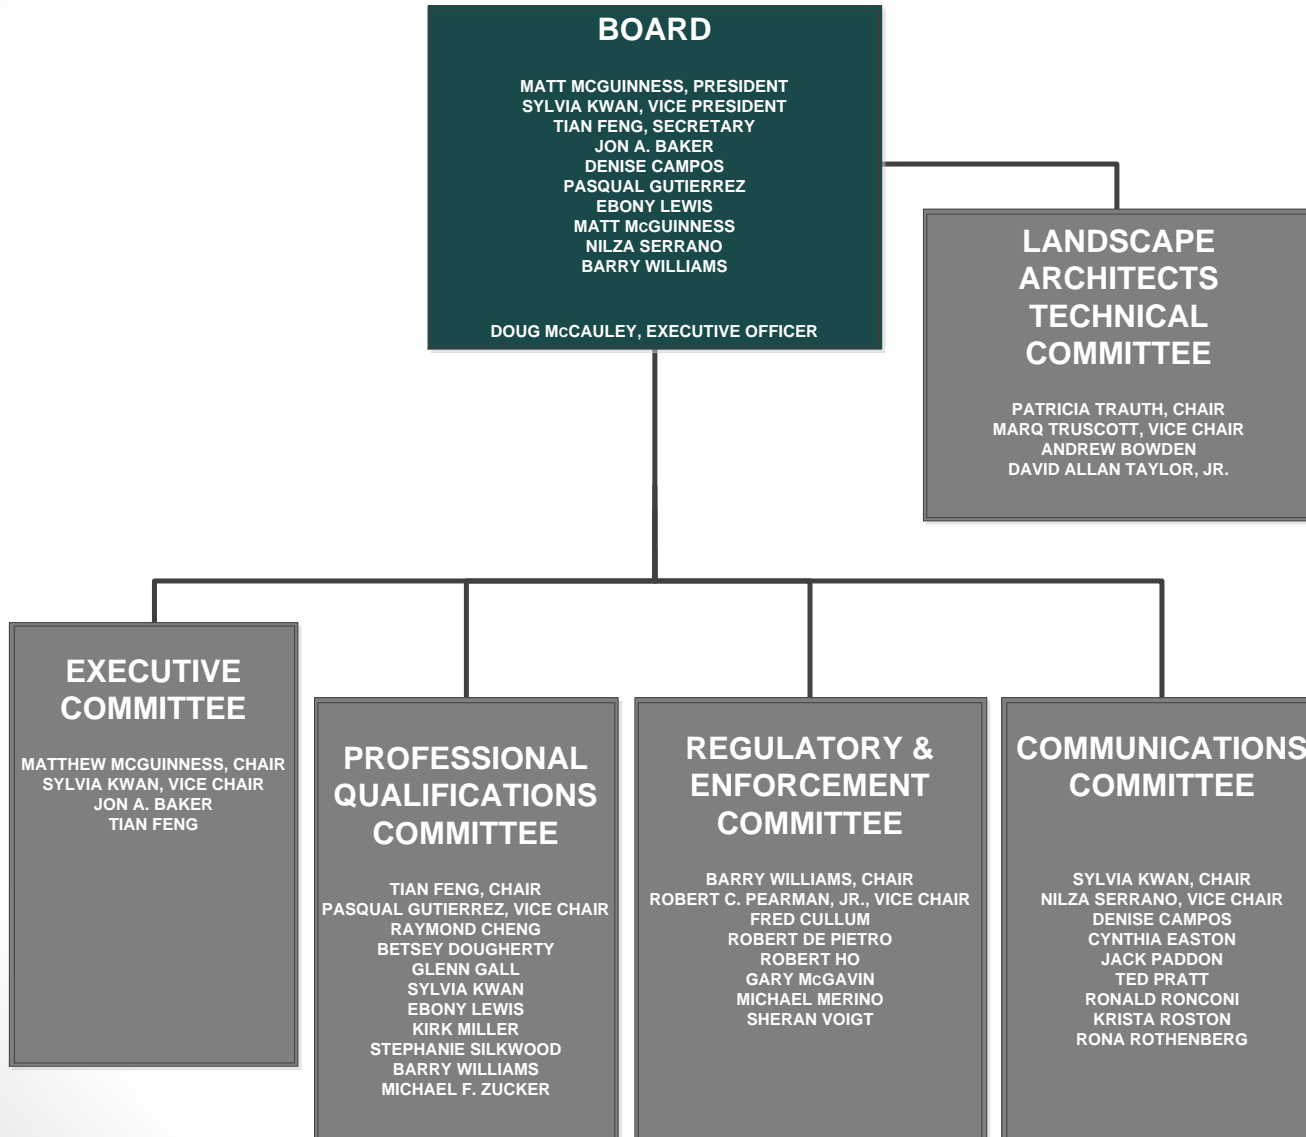 BOARD
MATT MCGUINNESS, PRESIDENT
SYLVIA KWAN, VICE PRESIDENT
TIAN FENG, SECRETARY
JON A. BAKER
DENISE CAMPOS
PASQUAL GUTIERREZ
EBONY LEWIS
MATT McGUINNESS
NILZA SERRANO
BARRY WILLIAMS
DOUG McCAULEY, EXECUTIVE OFFICER
LANDSCAPE
ARCHITECTS
TECHNICAL
COMMITTEE
PATRICIA TRAUTH, CHAIR
MARQ TRUSCOTT, VICE CHAIR
ANDREW BOWDEN
DAVID ALLAN TAYLOR, JR.
EXECUTIVE
COMMITTEE
MATTHEW MCGUINNESS, CHAIR
SYLVIA KWAN, VICE CHAIR
JON A. BAKER
TIAN FENG
PROFESSIONAL
QUALIFICATIONS
COMMITTEE
TIAN FENG, CHAIR
PASQUAL GUTIERREZ, VICE CHAIR
RAYMOND CHENG
BETSEY DOUGHERTY
GLENN GALL
SYLVIA KWAN
EBONY LEWIS
KIRK MILLER
STEPHANIE SILKWOOD
BARRY WILLIAMS
MICHAEL F. ZUCKER
REGULATORY &
ENFORCEMENT
COMMITTEE
BARRY WILLIAMS, CHAIR
ROBERT C. PEARMAN, JR., VICE CHAIR
FRED CULLUM
ROBERT DE PIETRO
ROBERT HO
GARY McGAVIN
MICHAEL MERINO
SHERAN VOIGT
COMMUNICATIONS
COMMITTEE
SYLVIA KWAN, CHAIR
NILZA SERRANO, VICE CHAIR
DENISE CAMPOS
CYNTHIA EASTON
JACK PADDON
TED PRATT
RONALD RONCONI
KRISTA ROSTON
RONA ROTHENBERG